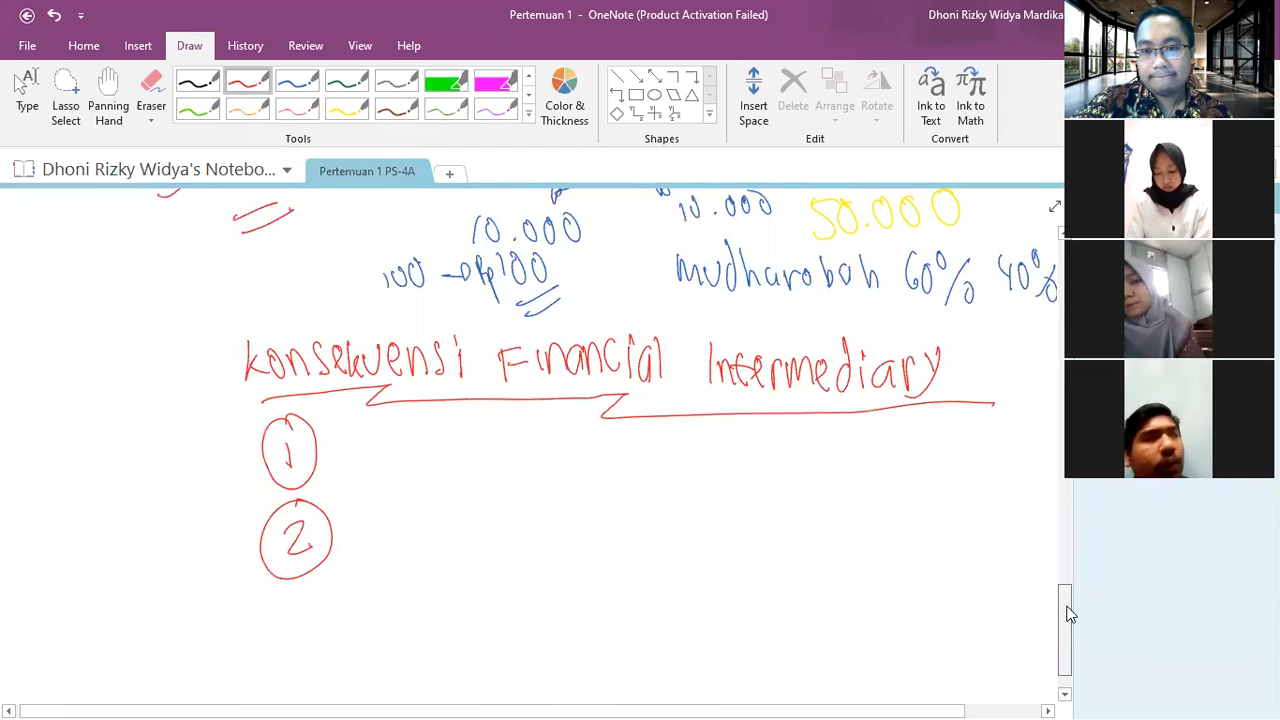 Pertemuan 1 - OneNote (Product Activation Failed)
Dhoni Rizky Widya Mardika
File Home Insert Draw History Review View Help
Type
Lasso Select
Panning Hand
Eraser
Color & Thickness
Insert Space
Delete
Arrange
Rotate
Ink to Text
Ink to Math
Tools
Shapes
Edit
Convert
Dhoni Rizky Widya's Notebo...
Pertemuan 1 PS-4A
10.000 10.000 50.000
100 → Rp100 mudharobah 60% 40%
Konsekuensi Financial Intermediary
1
2